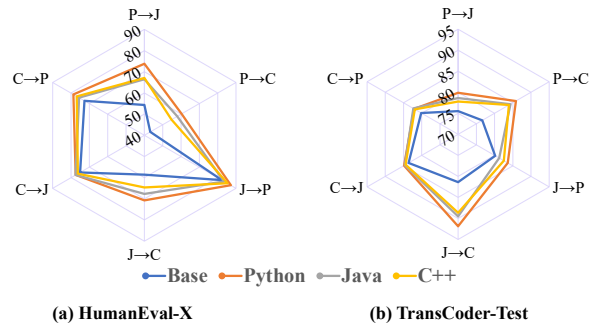 P→J
P→C
J→P
J→C
C→J
C→P
90
80
70
60
50
40
P→J
P→C
J→P
J→C
C→J
C→P
95
90
85
80
75
70
Base Python Java C++
(a) HumanEval-X
(b) TransCoder-Test